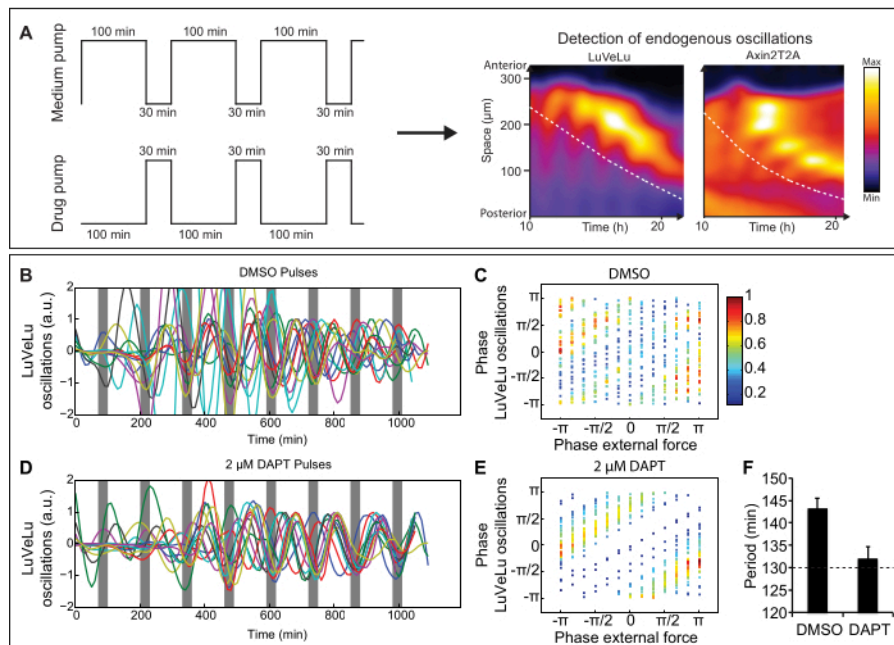 A
100 min 100 min 100 min
Medium pump
30 min 30 min 30 min
30 min 30 min 30 min
Drug pump
100 min 100 min 100 min
Detection of endogenous oscillations
LuVeLu Axin2T2A
Anterior
300
200
100
Space (µm)
Posterior
10 Time (h) 20
10 Time (h) 20
Max
Min
B
DMSO Pulses
LuVeLu
oscillations (a.u.)
2
1
0
−1
−2
0 200 400 600 800 1000
Time (min)
C
DMSO
Phase
LuVeLu oscillations
π
π/2
0
-π/2
-π
-π -π/2 0 π/2 π
Phase external force
1
0.8
0.6
0.4
0.2
D
2 µM DAPT Pulses
LuVeLu
oscillations (a.u.)
2
1
0
−1
−2
0 200 400 600 800 1000
Time (min)
E
2 µM DAPT
Phase
LuVeLu oscillations
π
π/2
0
-π/2
-π
-π -π/2 0 π/2 π
Phase external force
F
Period (min)
150
145
140
135
130
125
120
DMSO DAPT